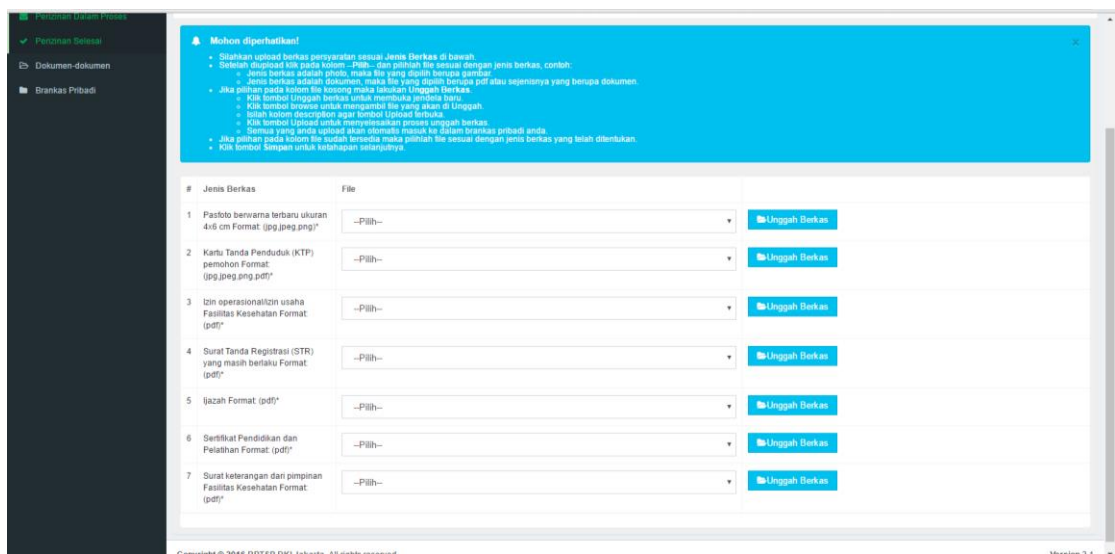 Perizinan Dalam Proses
Perizinan Selesai
Dokumen-dokumen
Brankas Pribadi
Mohon diperhatikan!
Silahkan upload berkas persyaratan sesuai Jenis Berkas di bawah.
Setelah diupload klik pada kolom --Pilih-- dan pilihlah file sesuai dengan jenis berkas, contoh:
Jenis berkas adalah photo, maka file yang dipilih berupa gambar.
Jenis berkas adalah dokumen, maka file yang dipilih berupa pdf atau sejenisnya yang berupa dokumen.
Jika pilihan pada kolom file kosong maka lakukan Unggah Berkas.
Klik tombol Unggah berkas untuk membuka jendela baru.
Klik tombol browse untuk mengambil file yang akan di Unggah.
Isilah kolom description agar tombol Upload terbuka.
Klik tombol Upload untuk menyelesaikan proses unggah berkas.
Semua yang anda upload akan otomatis masuk ke dalam brankas pribadi anda.
Jika pilihan pada kolom file sudah tersedia maka pilihlah file sesuai dengan jenis berkas yang telah ditentukan.
Klik tombol Simpan untuk ketahapan selanjutnya.
# Jenis Berkas File
1 Pasfoto berwarna terbaru ukuran
4x6 cm Format: (jpg,jpeg,png)*
--Pilih-- Unggah Berkas
2 Kartu Tanda Penduduk (KTP)
pemohon Format:
(jpg,jpeg,png,pdf)*
--Pilih-- Unggah Berkas
3 Izin operasional/izin usaha
Fasilitas Kesehatan Format:
(pdf)*
--Pilih-- Unggah Berkas
4 Surat Tanda Registrasi (STR)
yang masih berlaku Format:
(pdf)*
--Pilih-- Unggah Berkas
5 Ijazah Format: (pdf)*
--Pilih-- Unggah Berkas
6 Sertifikat Pendidikan dan
Pelatihan Format: (pdf)*
--Pilih-- Unggah Berkas
7 Surat keterangan dari pimpinan
Fasilitas Kesehatan Format:
(pdf)*
--Pilih-- Unggah Berkas
Copyright © 2016 BPTSP DKI Jakarta. All rights reserved.
Version 2.1